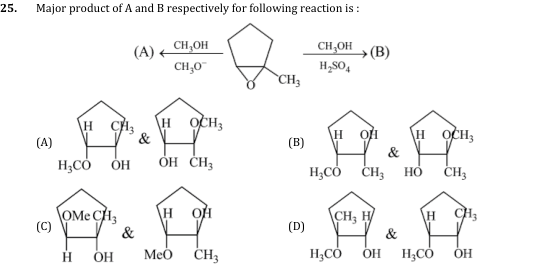 25. Major product of A and B respectively for following reaction is :
(A) CH₃OH CH₃OH (B)
CH₃O⁻ H₂SO₄
O CH₃
H CH₃ H OCH₃ H OH H OCH₃
(A) & (B) &
H₃CO OH OH CH₃ H₃CO CH₃ HO CH₃
OMe CH₃ H OH CH₃ H H CH₃
(C) & (D) &
H OH MeO CH₃ H₃CO OH H₃CO OH